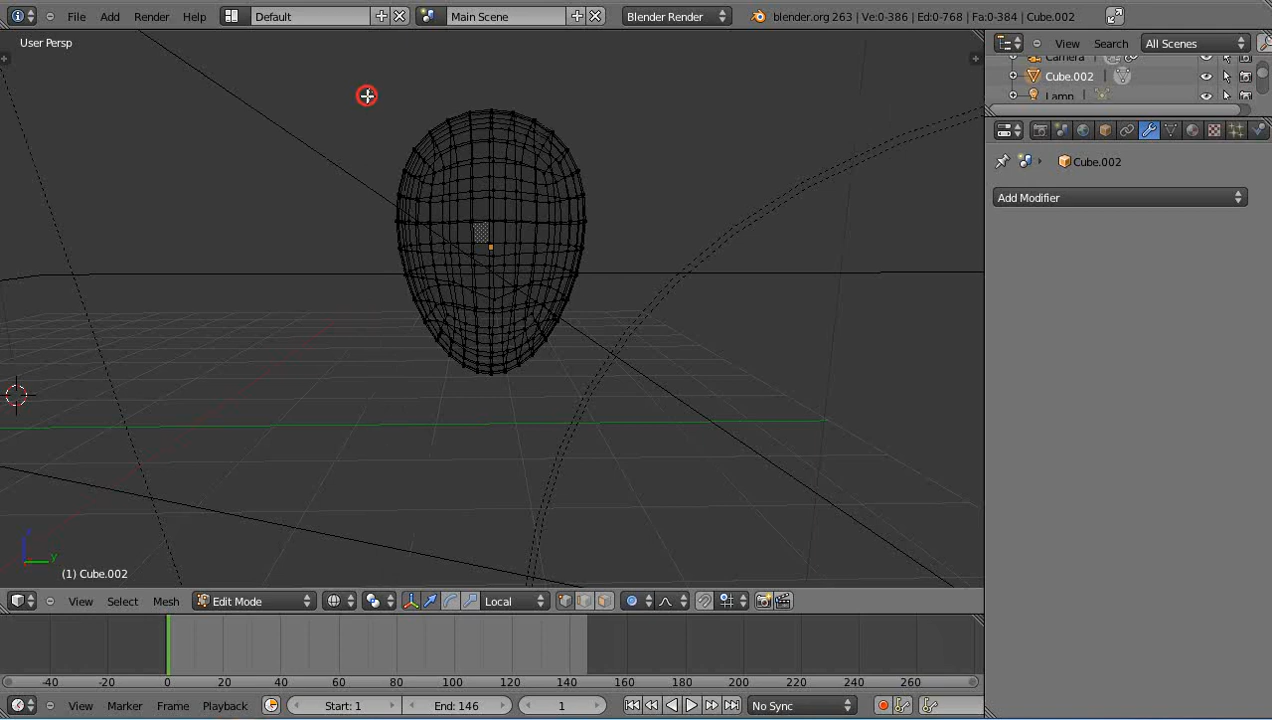 File Add Render Help Default Main Scene Blender Render blender.org 263 | Ve:0-386 | Ed:0-768 | Fa:0-384 | Cube.002
User Persp
View Search All Scenes
Camera
Cube.002
Lamp
Cube.002
Add Modifier
z
y
(1) Cube.002
View Select Mesh Edit Mode Local
-40 -20 0 20 40 60 80 100 120 140 160 180 200 220 240 260
View Marker Frame Playback Start: 1 End: 146 1 No Sync